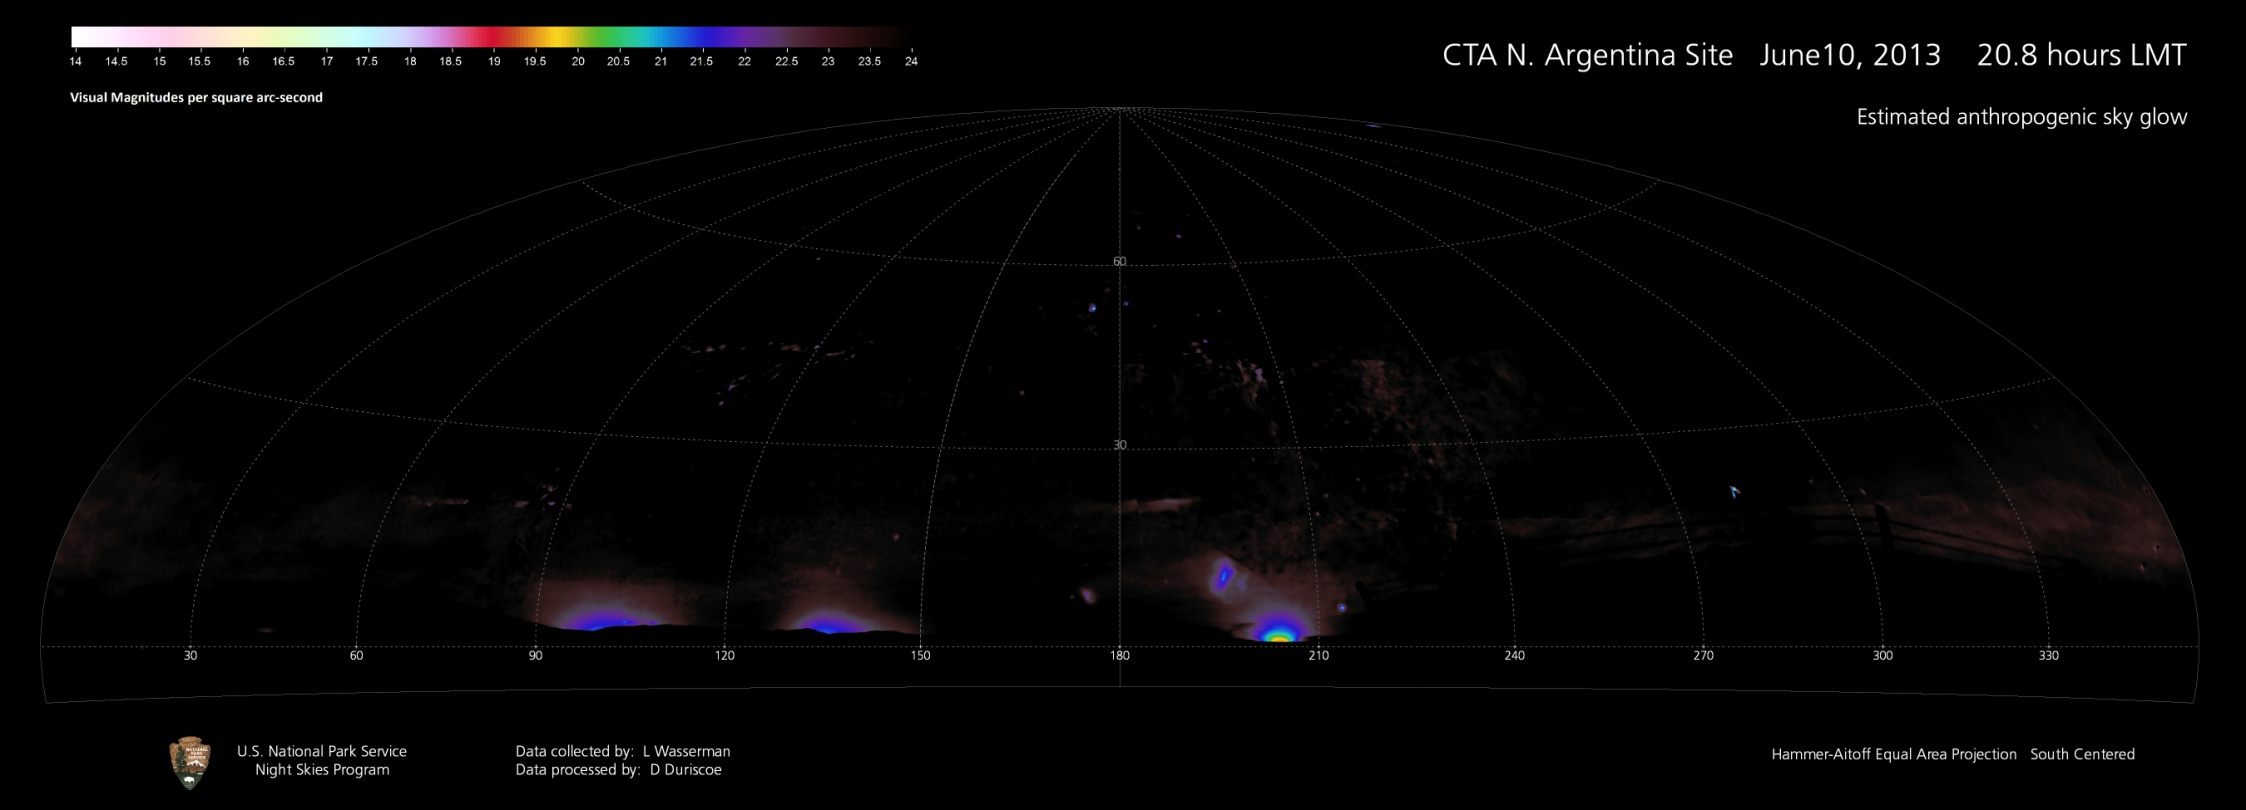 14 14.5 15 15.5 16 16.5 17 17.5 18 18.5 19 19.5 20 20.5 21 21.5 22 22.5 23 23.5 24
Visual Magnitudes per square arc-second
CTA N. Argentina Site June10, 2013 20.8 hours LMT
Estimated anthropogenic sky glow
60
30
30 60 90 120 150 180 210 240 270 300 330
U.S. National Park Service
Night Skies Program
Data collected by: L Wasserman
Data processed by: D Duriscoe
Hammer-Aitoff Equal Area Projection South Centered